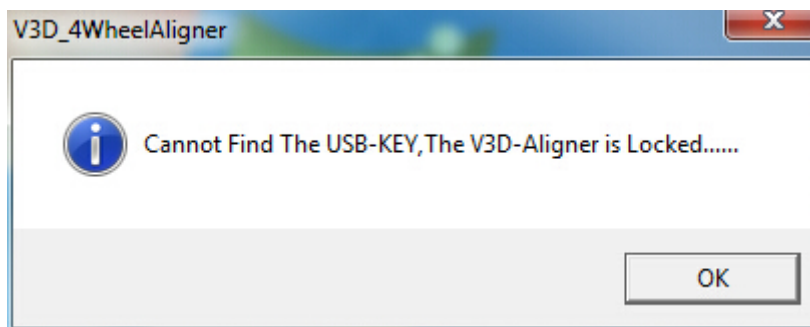 V3D_4WheelAligner
Cannot Find The USB-KEY,The V3D-Aligner is Locked......
OK